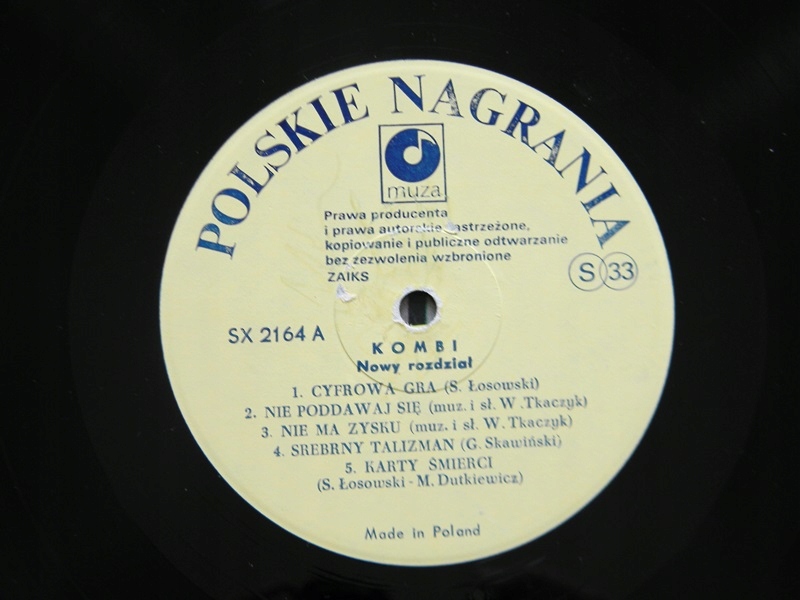 POLSKIE NAGRANIA
muza
Prawa producenta
i prawa autorskie zastrzeżone,
kopiowanie i publiczne odtwarzanie
bez zezwolenia wzbronione
ZAIKS
S 33
SX 2164 A
KOMBI
Nowy rozdział
1. CYFROWA GRA (S. Łosowski)
2. NIE PODDAWAJ SIĘ (muz. i sł. W .Tkaczyk)
3. NIE MA ZYSKU (muz. i sł. W. Tkaczyk)
4. SREBRNY TALIZMAN (G. Skawiński)
5. KARTY ŚMIERCI
(S. Łosowski - M. Dutkiewicz)
Made in Poland